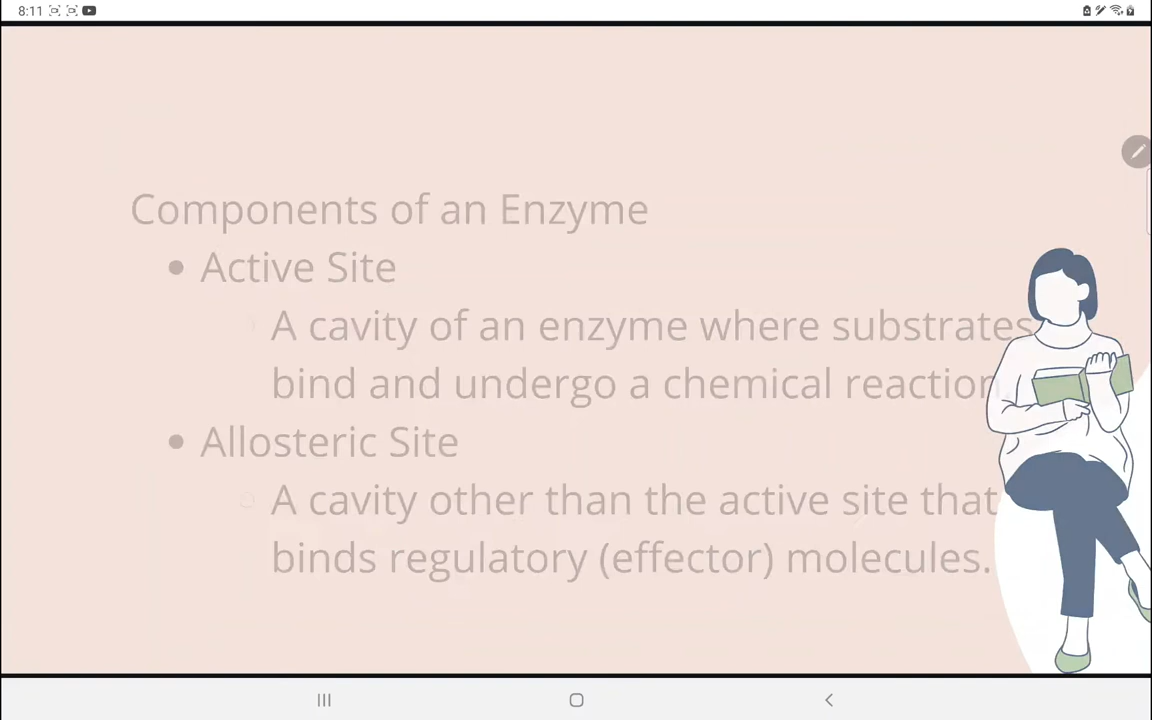 8:11
Components of an Enzyme
• Active Site
A cavity of an enzyme where substrates
bind and undergo a chemical reaction.
• Allosteric Site
○ A cavity other than the active site that
binds regulatory (effector) molecules.